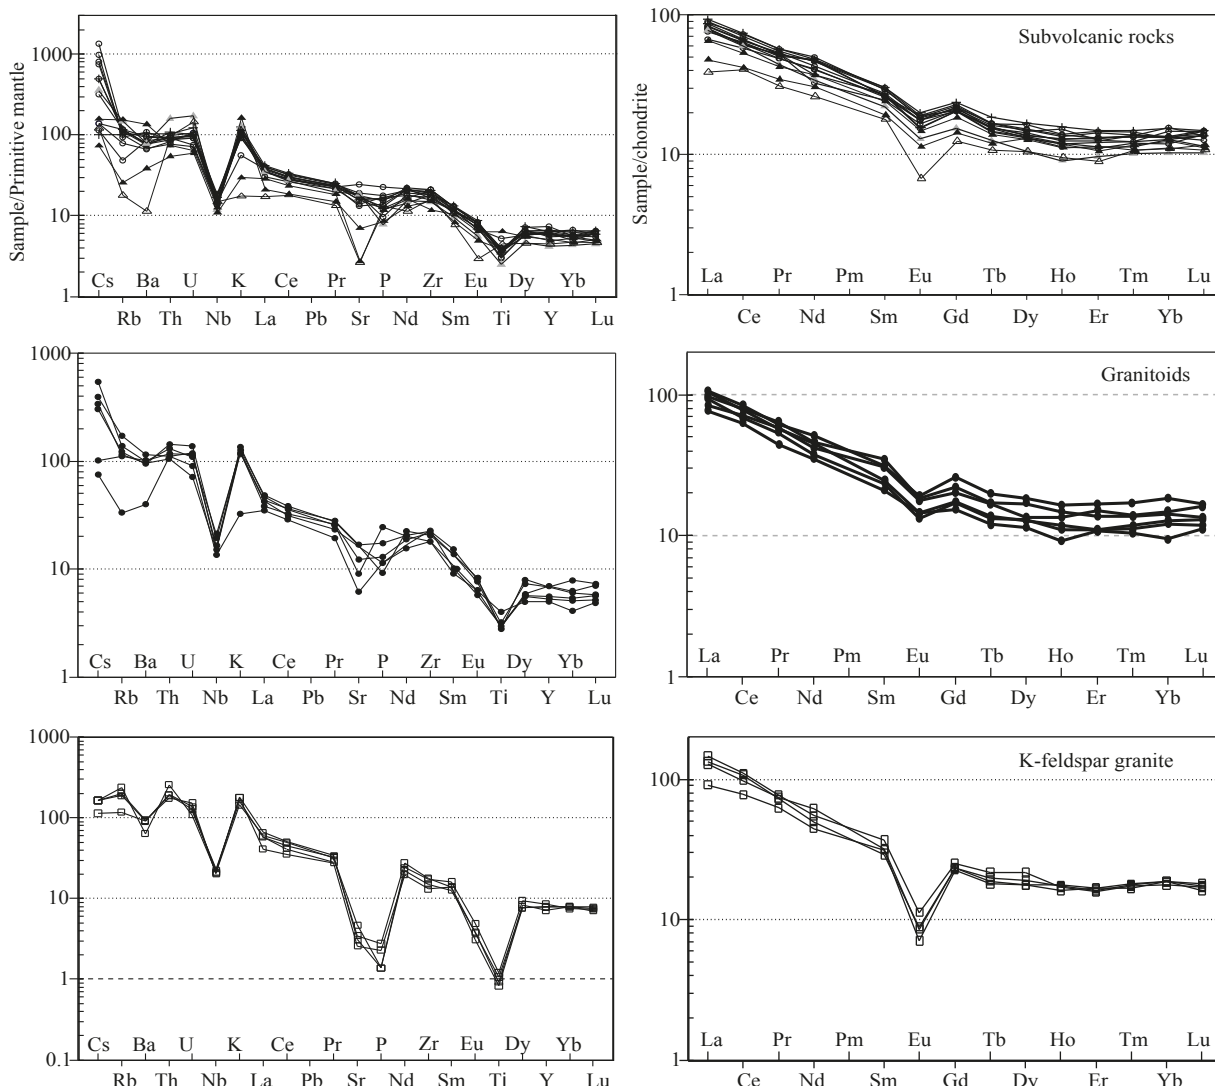 1000
100
10
1
Sample/Primitive mantle
Cs Ba Th U K La Ce Pr P Zr Eu Dy Yb
Rb Th Nb La Pb Sr Nd Sm Ti Y Lu
100
10
1
Sample/chondrite
Subvolcanic rocks
La Pr Pm Eu Tb Ho Tm Lu
Ce Nd Sm Gd Dy Er Yb
1000
100
10
1
Cs Ba U K Ce Pr P Zr Eu Dy Yb
Rb Th Nb La Pb Sr Nd Sm Ti Y Lu
100
10
1
Granitoids
La Pr Pm Eu Tb Ho Tm Lu
Ce Nd Sm Gd Dy Er Yb
1000
100
10
1
0.1
Cs Ba U K Ce Pr P Zr Eu Dy Yb
Rb Th Nb La Pb Sr Nd Sm Ti Y Lu
100
10
1
K-feldspar granite
La Pr Pm Eu Tb Ho Tm Lu
Ce Nd Sm Gd Dy Er Yb